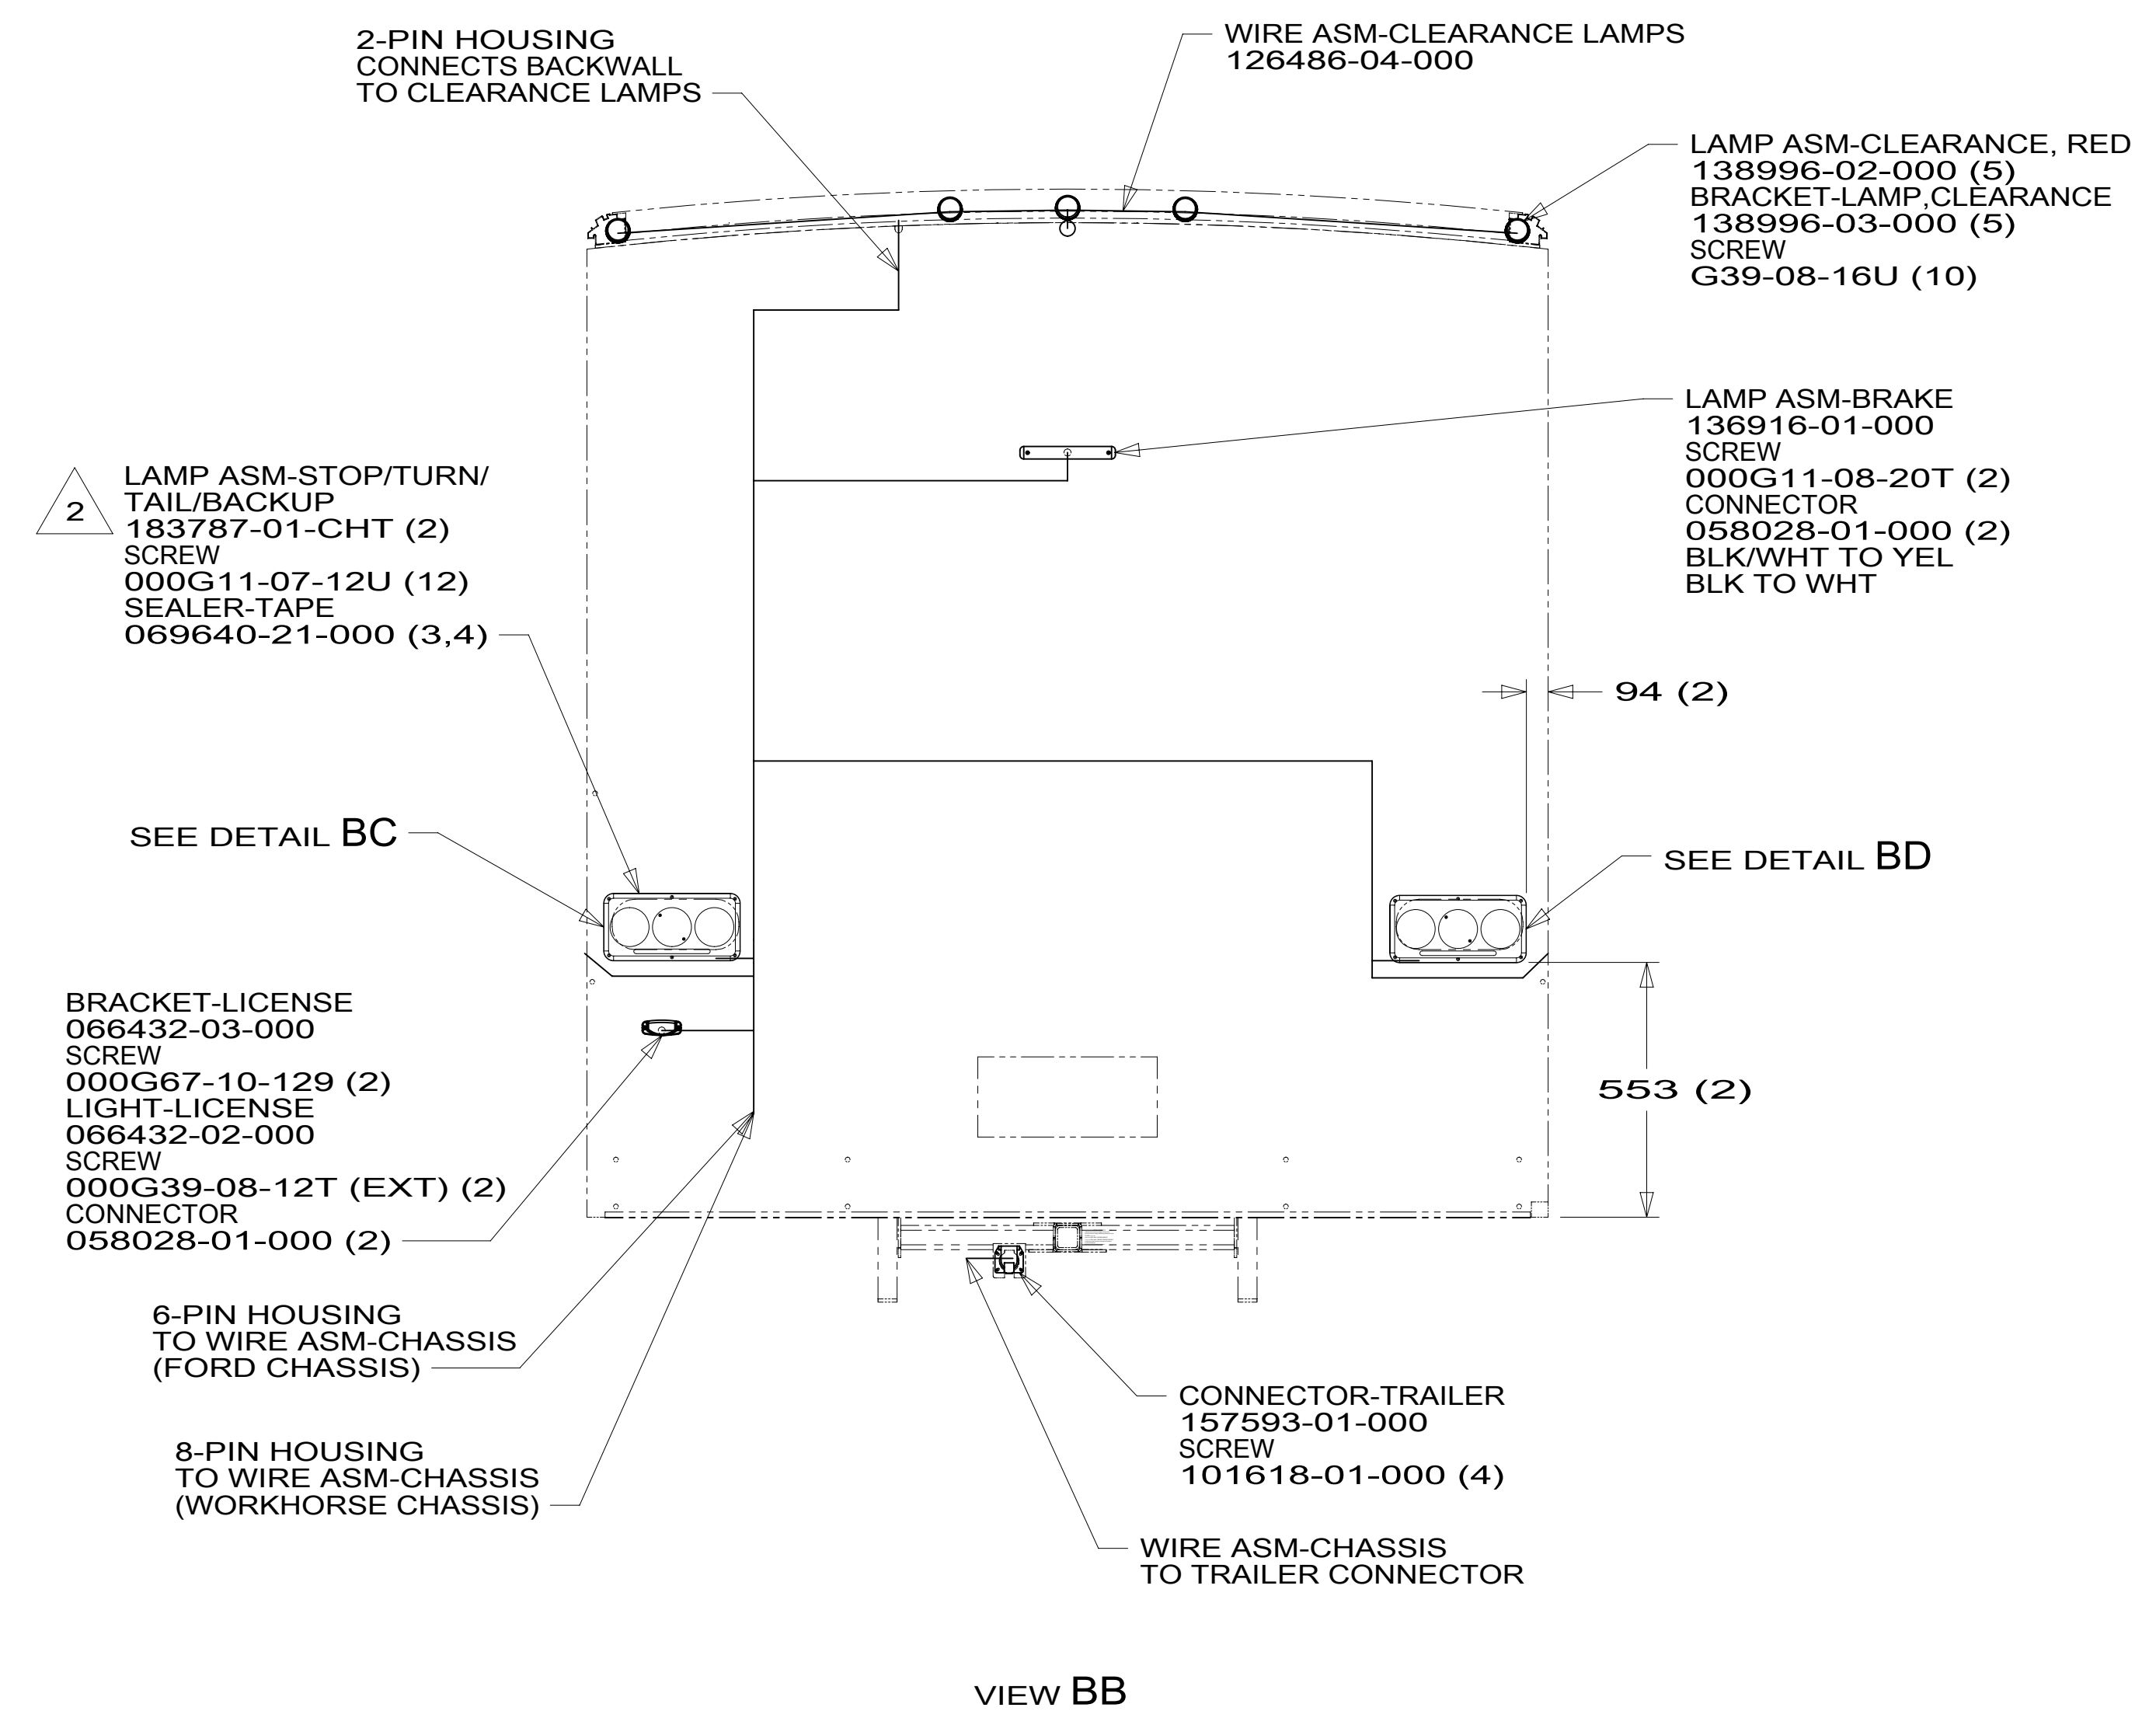 2-PIN HOUSING
CONNECTS BACKWALL
TO CLEARANCE LAMPS
WIRE ASM-CLEARANCE LAMPS
126486-04-000
LAMP ASM-CLEARANCE, RED
138996-02-000 (5)
BRACKET-LAMP,CLEARANCE
138996-03-000 (5)
SCREW
G39-08-16U (10)
LAMP ASM-BRAKE
136916-01-000
SCREW
000G11-08-20T (2)
CONNECTOR
058028-01-000 (2)
BLK/WHT TO YEL
BLK TO WHT
2
LAMP ASM-STOP/TURN/
TAIL/BACKUP
183787-01-CHT (2)
SCREW
000G11-07-12U (12)
SEALER-TAPE
069640-21-000 (3,4)
94 (2)
SEE DETAIL BC
SEE DETAIL BD
BRACKET-LICENSE
066432-03-000
SCREW
000G67-10-129 (2)
LIGHT-LICENSE
066432-02-000
SCREW
000G39-08-12T (EXT) (2)
CONNECTOR
058028-01-000 (2)
553 (2)
6-PIN HOUSING
TO WIRE ASM-CHASSIS
(FORD CHASSIS)
8-PIN HOUSING
TO WIRE ASM-CHASSIS
(WORKHORSE CHASSIS)
CONNECTOR-TRAILER
157593-01-000
SCREW
101618-01-000 (4)
WIRE ASM-CHASSIS
TO TRAILER CONNECTOR
VIEW BB